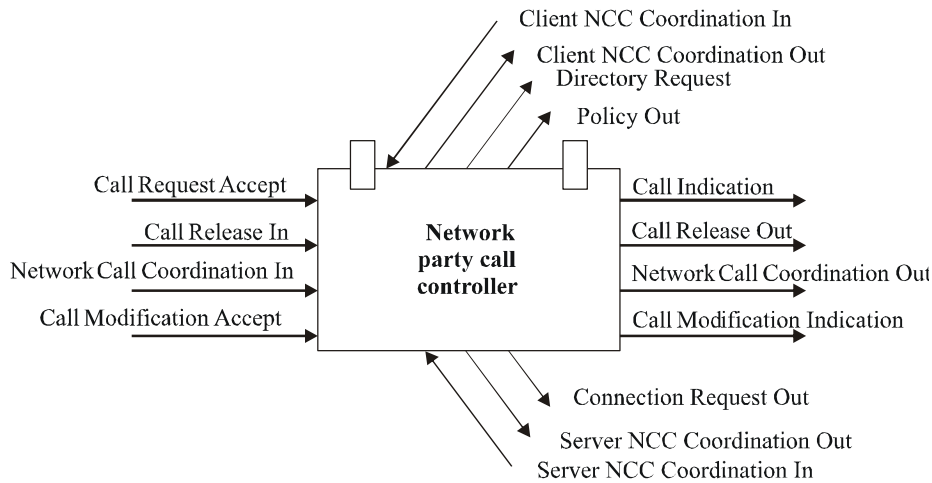 Client NCC Coordination In
Client NCC Coordination Out
Directory Request
Policy Out
Call Request Accept
Call Release In
Network Call Coordination In
Call Modification Accept
Network
party call
controller
Call Indication
Call Release Out
Network Call Coordination Out
Call Modification Indication
Connection Request Out
Server NCC Coordination Out
Server NCC Coordination In